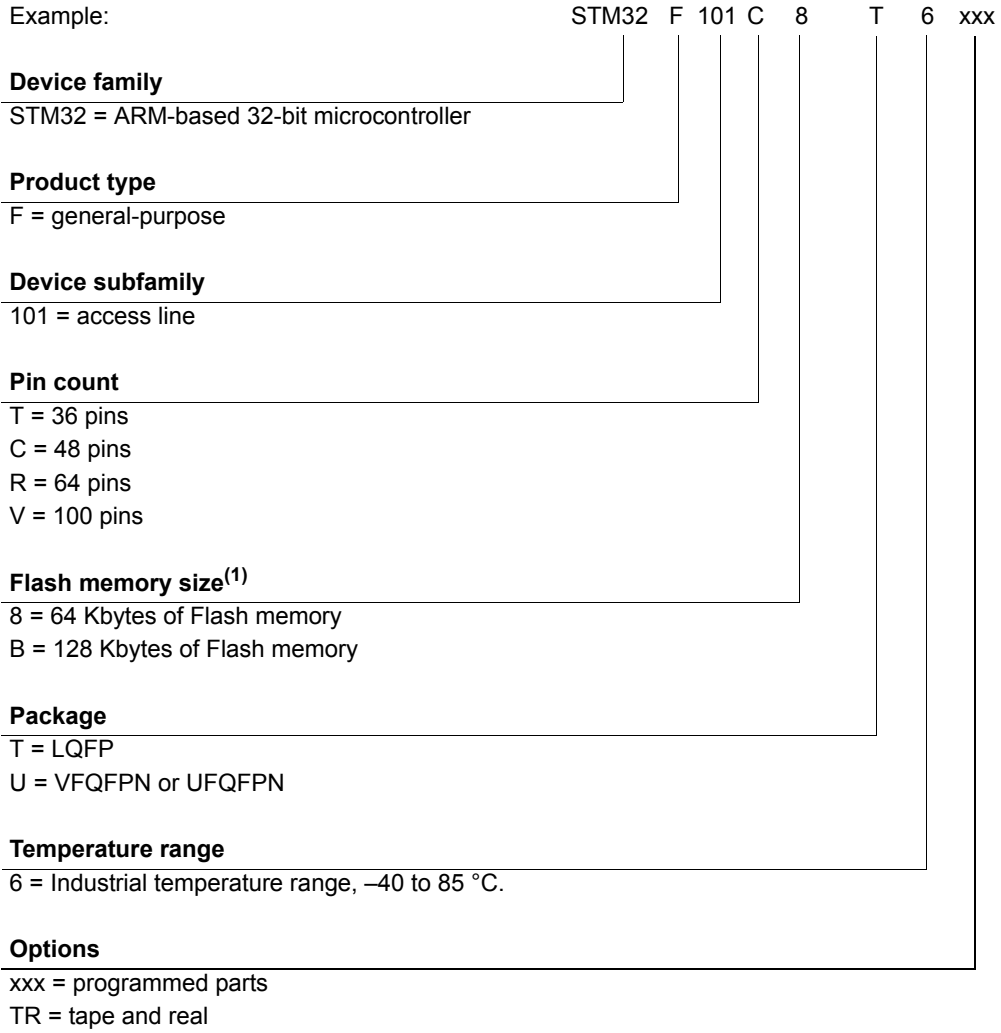 Example: STM32 F 101 C 8 T 6 xxx
Device family
STM32 = ARM-based 32-bit microcontroller
Product type
F = general-purpose
Device subfamily
101 = access line
Pin count
T = 36 pins
C = 48 pins
R = 64 pins
V = 100 pins
Flash memory size(1)
8 = 64 Kbytes of Flash memory
B = 128 Kbytes of Flash memory
Package
T = LQFP
U = VFQFPN or UFQFPN
Temperature range
6 = Industrial temperature range, –40 to 85 °C.
Options
xxx = programmed parts
TR = tape and real